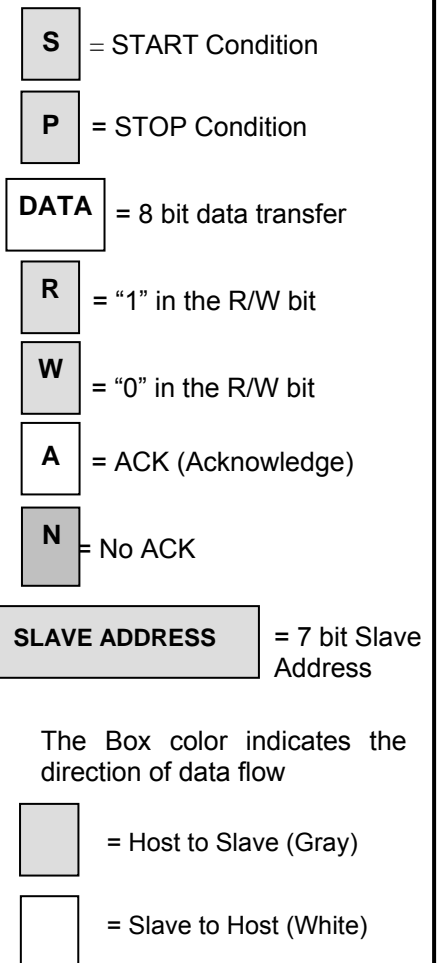 S = START Condition
P = STOP Condition
DATA = 8 bit data transfer
R = “1” in the R/W bit
W = “0” in the R/W bit
A = ACK (Acknowledge)
N = No ACK
SLAVE ADDRESS = 7 bit Slave
Address
The Box color indicates the
direction of data flow
= Host to Slave (Gray)
= Slave to Host (White)